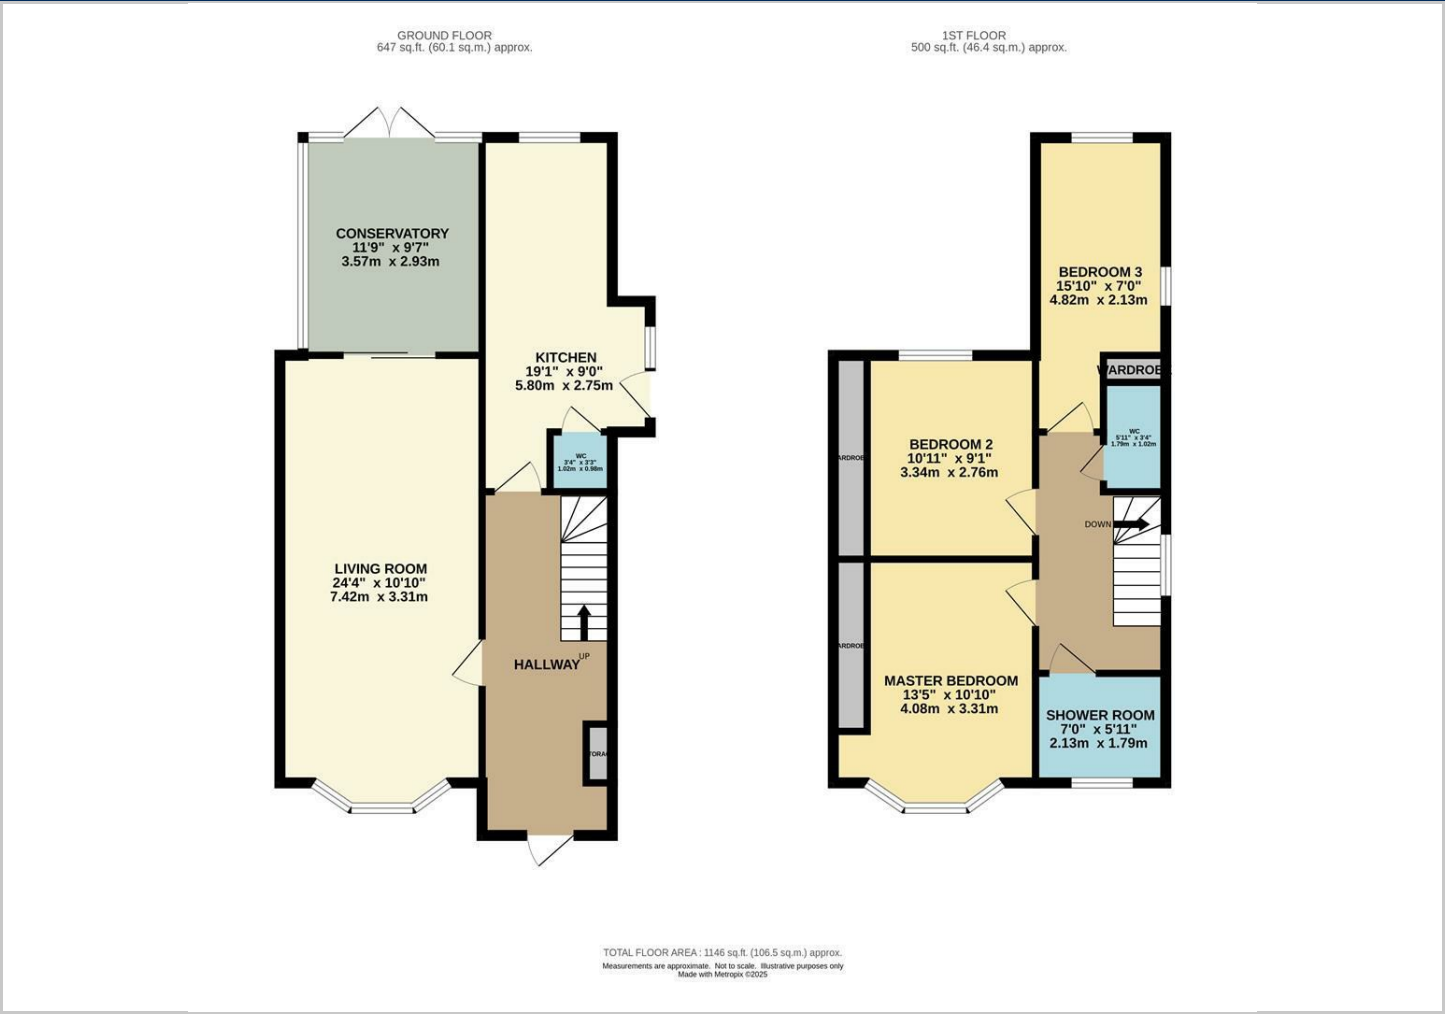 GROUND FLOOR
647 sq.ft. (60.1 sq.m.) approx.
1ST FLOOR
500 sq.ft. (46.4 sq.m.) approx.
CONSERVATORY
11'9" x 9'7"
3.57m x 2.93m
KITCHEN
19'1" x 9'0"
5.80m x 2.75m
WC
3'4" x 3'3"
1.02m x 0.98m
LIVING ROOM
24'4" x 10'10"
7.42m x 3.31m
UP
HALLWAY
TORA
BEDROOM 3
15'10" x 7'0"
4.82m x 2.13m
WARDROBE
WC
5'11" x 3'4"
1.79m x 1.02m
BEDROOM 2
10'11" x 9'1"
3.34m x 2.76m
ARDROBE
DOWN
ARDROBE
MASTER BEDROOM
13'5" x 10'10"
4.08m x 3.31m
SHOWER ROOM
7'0" x 5'11"
2.13m x 1.79m
TOTAL FLOOR AREA : 1146 sq.ft. (106.5 sq.m.) approx.
Measurements are approximate. Not to scale. Illustrative purposes only
Made with Metropix ©2025